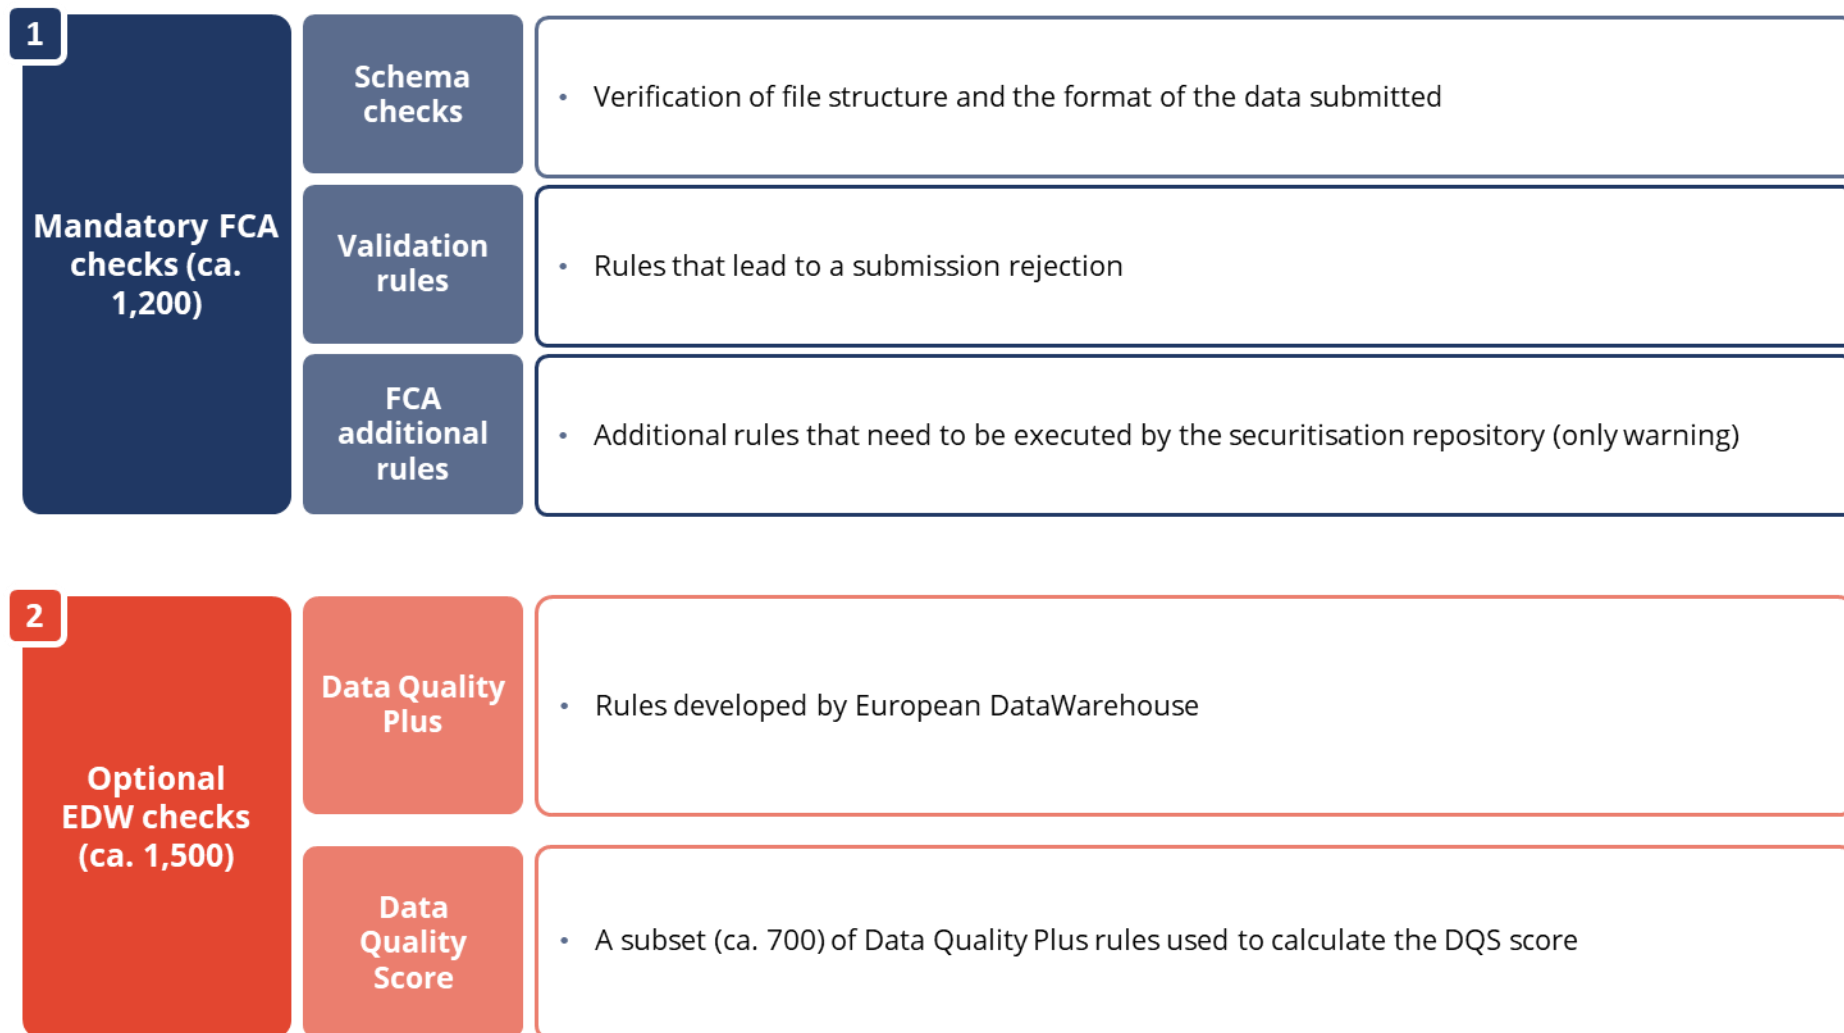 1
Mandatory FCA
checks (ca.
1,200)
Schema
checks
• Verification of file structure and the format of the data submitted
Validation
rules
• Rules that lead to a submission rejection
FCA
additional
rules
• Additional rules that need to be executed by the securitisation repository (only warning)
2
Optional
EDW checks
(ca. 1,500)
Data Quality
Plus
• Rules developed by European DataWarehouse
Data
Quality
Score
• A subset (ca. 700) of Data Quality Plus rules used to calculate the DQS score